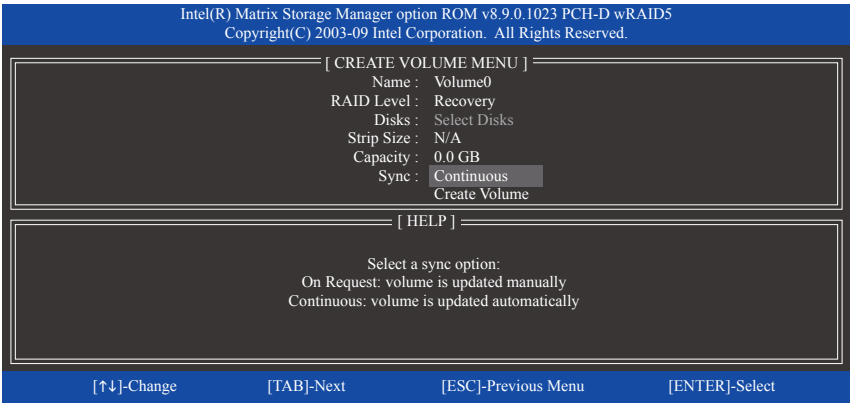 Intel(R) Matrix Storage Manager option ROM v8.9.0.1023 PCH-D wRAID5
Copyright(C) 2003-09 Intel Corporation. All Rights Reserved.
[ CREATE VOLUME MENU ]
Name : Volume0
RAID Level : Recovery
Disks : Select Disks
Strip Size : N/A
Capacity : 0.0 GB
Sync : Continuous
Create Volume
[ HELP ]
Select a sync option:
On Request: volume is updated manually
Continuous: volume is updated automatically
[↑↓]-Change [TAB]-Next [ESC]-Previous Menu [ENTER]-Select